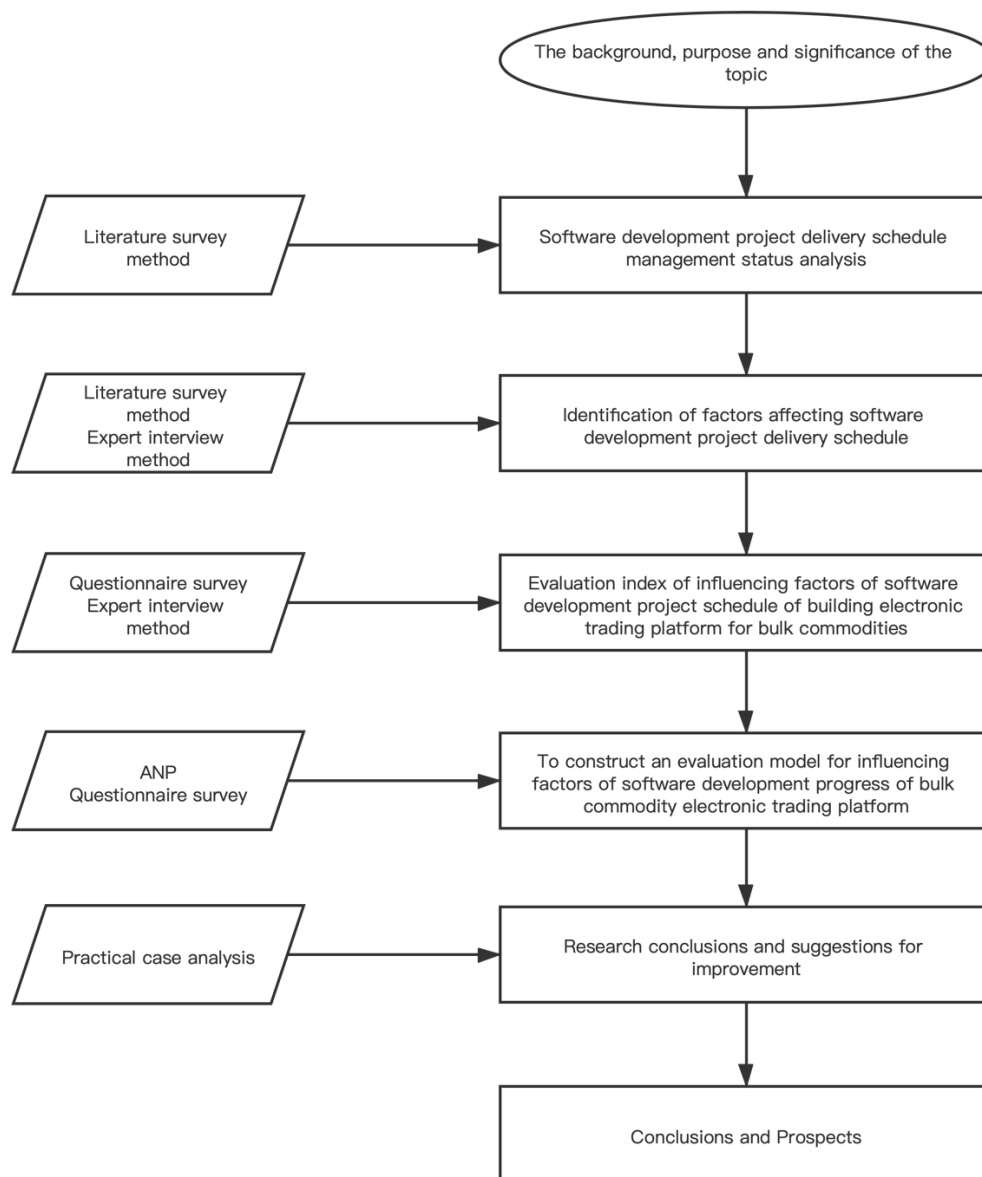 The background, purpose and significance of the
topic
Literature survey
method
Software development project delivery schedule
management status analysis
Literature survey
method
Expert interview
method
Identification of factors affecting software
development project delivery schedule
Questionnaire survey
Expert interview
method
Evaluation index of influencing factors of software
development project schedule of building electronic
trading platform for bulk commodities
ANP
Questionnaire survey
To construct an evaluation model for influencing
factors of software development progress of bulk
commodity electronic trading platform
Practical case analysis
Research conclusions and suggestions for
improvement
Conclusions and Prospects